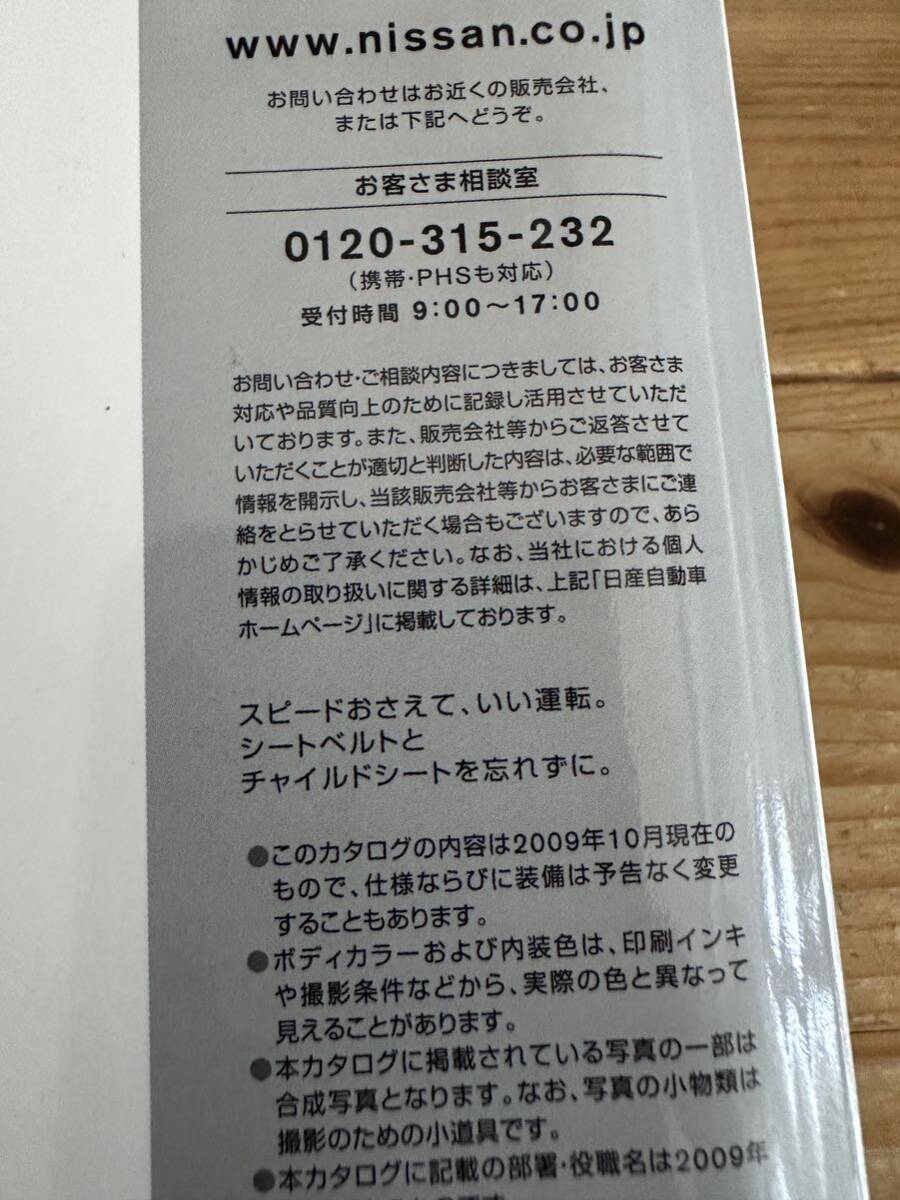 www.nissan.co.jp
お問い合わせはお近くの販売会社、
または下記へどうぞ。
お客さま相談室
0120-315-232
（携帯・PHSも対応）
受付時間 9:00〜17:00
お問い合わせ・ご相談内容につきましては、お客さま
対応や品質向上のために記録し活用させていただ
いております。また、販売会社等からご返答させて
いただくことが適切と判断した内容は、必要な範囲で
情報を開示し、当該販売会社等からお客さまにご連
絡をとらせていただく場合もございますので、あら
かじめご了承ください。なお、当社における個人
情報の取り扱いに関する詳細は、上記「日産自動車
ホームページ」に掲載しております。
スピードおさえて、いい運転。
シートベルトと
チャイルドシートを忘れずに。
●このカタログの内容は2009年10月現在の
もので、仕様ならびに装備は予告なく変更
することもあります。
●ボディカラーおよび内装色は、印刷インキ
や撮影条件などから、実際の色と異なって
見えることがあります。
●本カタログに掲載されている写真の一部は
合成写真となります。なお、写真の小物類は
撮影のための小道具です。
●本カタログに記載の部署・役職名は2009年